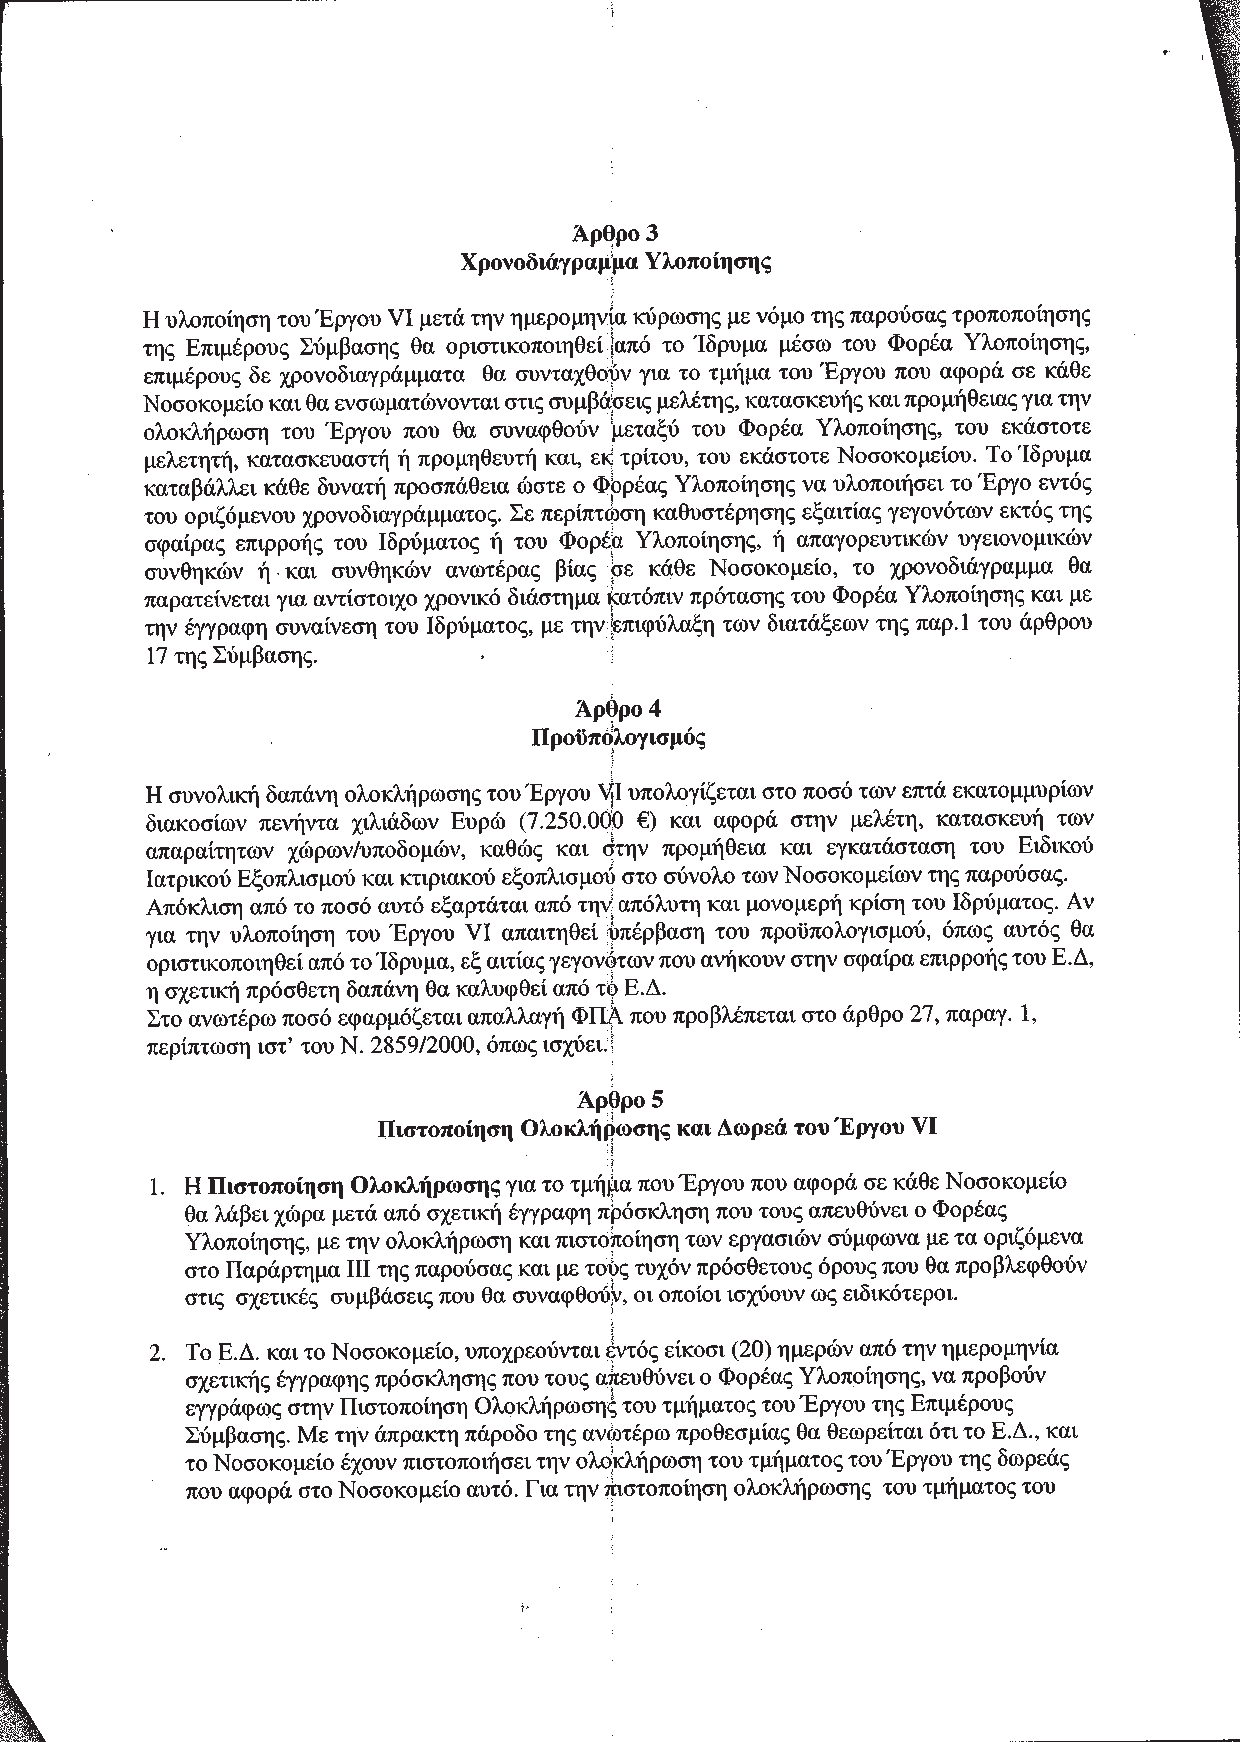 Άρθρο 3
Χρονοδιάγραμμα Υλοποίησης
Η υλοποίηση του Έργου VI μετά την ημερομηνία κύρωσης με νόμο της παρούσας τροποποίησης
της Επιμέρους Σύμβασης θα οριστικοποιηθεί από το Ίδρυμα μέσω του Φορέα Υλοποίησης,
επιμέρους δε χρονοδιαγράμματα θα συνταχθούν για το τμήμα του Έργου που αφορά σε κάθε
Νοσοκομείο και θα ενσωματώνονται στις συμβάσεις μελέτης, κατασκευής και προμήθειας για την
ολοκλήρωση του Έργου που θα συναφθούν μεταξύ του Φορέα Υλοποίησης, του εκάστοτε
μελετητή, κατασκευαστή ή προμηθευτή και, εκ τρίτου, του εκάστοτε Νοσοκομείου. Το Ίδρυμα
καταβάλλει κάθε δυνατή προσπάθεια ώστε ο Φορέας Υλοποίησης να υλοποιήσει το Έργο εντός
του οριζόμενου χρονοδιαγράμματος. Σε περίπτωση καθυστέρησης εξαιτίας γεγονότων εκτός της
σφαίρας επιρροής του Ιδρύματος ή του Φορέα Υλοποίησης, ή απαγορευτικών υγειονομικών
συνθηκών ή και συνθηκών ανωτέρας βίας σε κάθε Νοσοκομείο, το χρονοδιάγραμμα θα
παρατείνεται για αντίστοιχο χρονικό διάστημα κατόπιν πρότασης του Φορέα Υλοποίησης και με
την έγγραφη συναίνεση του Ιδρύματος, με την επιφύλαξη των διατάξεων της παρ.1 του άρθρου
17 της Σύμβασης.
Άρθρο 4
Προϋπολογισμός
Η συνολική δαπάνη ολοκλήρωσης του Έργου VI υπολογίζεται στο ποσό των επτά εκατομμυρίων
διακοσίων πενήντα χιλιάδων Ευρώ (7.250.000 €) και αφορά στην μελέτη, κατασκευή των
απαραίτητων χώρων/υποδομών, καθώς και στην προμήθεια και εγκατάσταση του Ειδικού
Ιατρικού Εξοπλισμού και κτιριακού εξοπλισμού στο σύνολο των Νοσοκομείων της παρούσας.
Απόκλιση από το ποσό αυτό εξαρτάται από την απόλυτη και μονομερή κρίση του Ιδρύματος. Αν
για την υλοποίηση του Έργου VI απαιτηθεί υπέρβαση του προϋπολογισμού, όπως αυτός θα
οριστικοποιηθεί από το Ίδρυμα, εξ αιτίας γεγονότων που ανήκουν στην σφαίρα επιρροής του Ε.Δ,
η σχετική πρόσθετη δαπάνη θα καλυφθεί από το Ε.Δ.
Στο ανωτέρω ποσό εφαρμόζεται απαλλαγή ΦΠΑ που προβλέπεται στο άρθρο 27, παραγ. 1,
περίπτωση ιστ’ του Ν. 2859/2000, όπως ισχύει.
Άρθρο 5
Πιστοποίηση Ολοκλήρωσης και Δωρεά του Έργου VI
1. Η Πιστοποίηση Ολοκλήρωσης για το τμήμα που Έργου που αφορά σε κάθε Νοσοκομείο
θα λάβει χώρα μετά από σχετική έγγραφη πρόσκληση που τους απευθύνει ο Φορέας
Υλοποίησης, με την ολοκλήρωση και πιστοποίηση των εργασιών σύμφωνα με τα οριζόμενα
στο Παράρτημα ΙΙΙ της παρούσας και με τους τυχόν πρόσθετους όρους που θα προβλεφθούν
στις σχετικές συμβάσεις που θα συναφθούν, οι οποίοι ισχύουν ως ειδικότεροι.
2. Το Ε.Δ. και το Νοσοκομείο, υποχρεούνται εντός είκοσι (20) ημερών από την ημερομηνία
σχετικής έγγραφης πρόσκλησης που τους απευθύνει ο Φορέας Υλοποίησης, να προβούν
εγγράφως στην Πιστοποίηση Ολοκλήρωσης του τμήματος του Έργου της Επιμέρους
Σύμβασης. Με την άπρακτη πάροδο της ανωτέρω προθεσμίας θα θεωρείται ότι το Ε.Δ., και
το Νοσοκομείο έχουν πιστοποιήσει την ολοκλήρωση του τμήματος του Έργου της δωρεάς
που αφορά στο Νοσοκομείο αυτό. Για την πιστοποίηση ολοκλήρωσης του τμήματος του